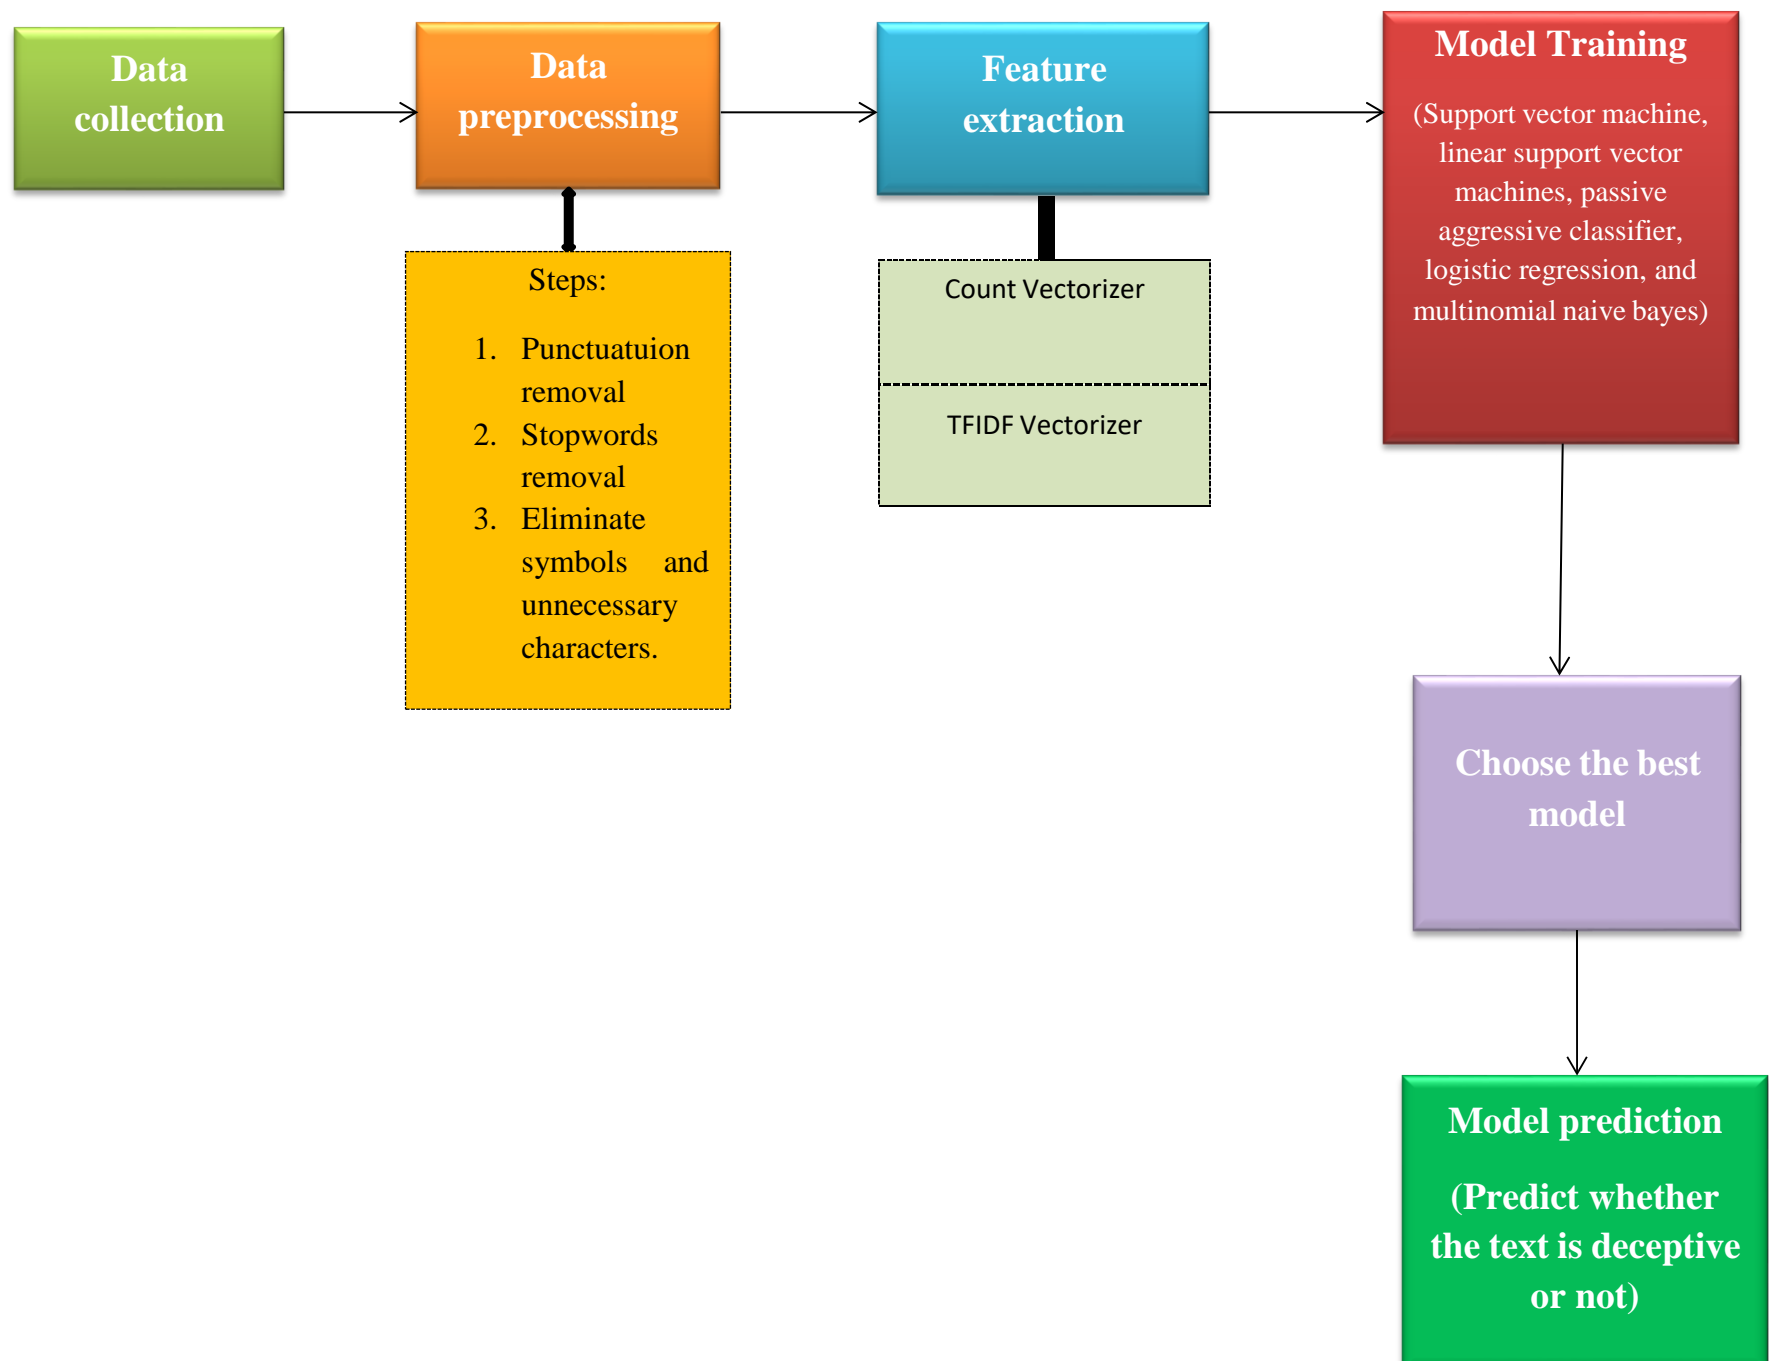 Data
collection
Data
preprocessing
Feature
extraction
Model Training
(Support vector machine,
linear support vector
machines, passive
aggressive classifier,
logistic regression, and
multinomial naive bayes)
Steps:
1. Punctuatuion
removal
2. Stopwords
removal
3. Eliminate
symbols and
unnecessary
characters.
Count Vectorizer
TFIDF Vectorizer
Choose the best
model
Model prediction
(Predict whether
the text is deceptive
or not)